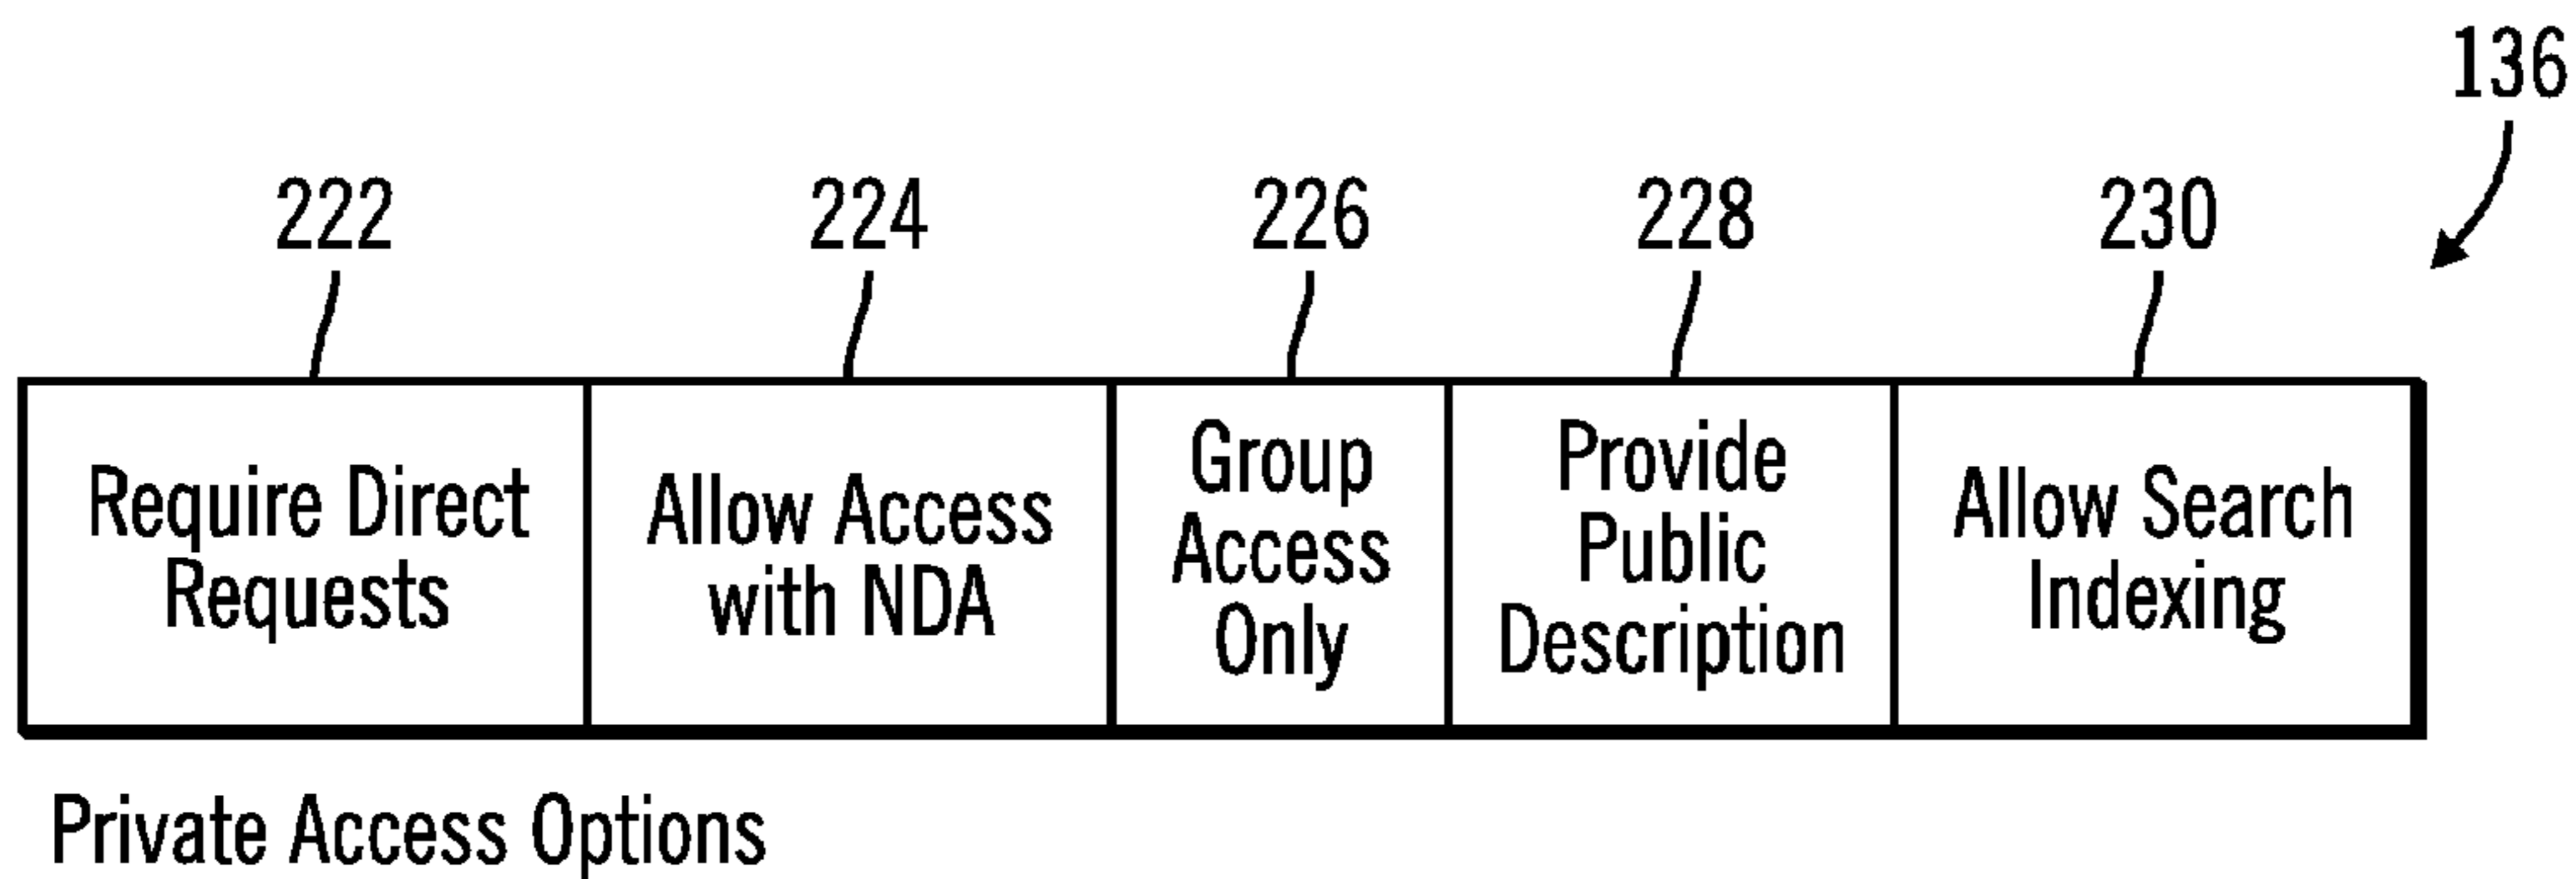 136
222
224
226
228
230
Require Direct
Requests
Allow Access
with NDA
Group
Access
Only
Provide
Public
Description
Allow Search
Indexing
Private Access Options